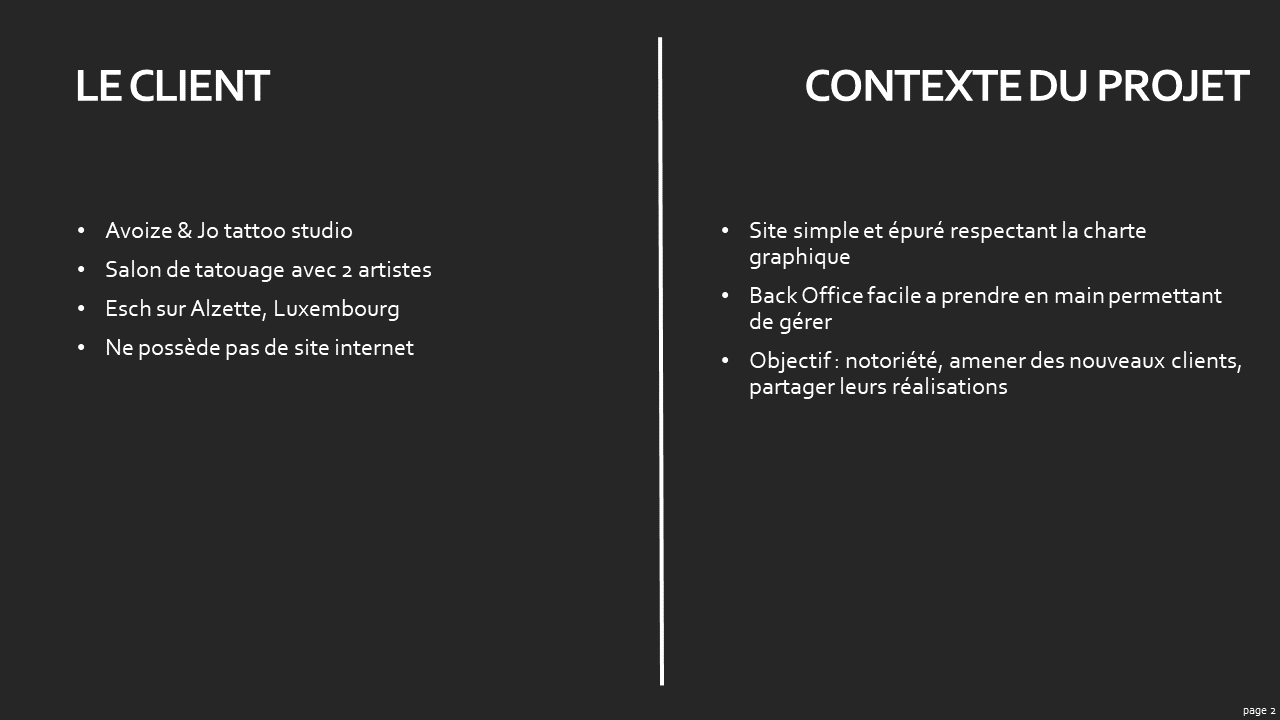 LE CLIENT
• Avoize & Jo tattoo studio
• Salon de tatouage avec 2 artistes
• Esch sur Alzette, Luxembourg
• Ne possède pas de site internet
CONTEXTE DU PROJET
• Site simple et épuré respectant la charte
graphique
• Back Office facile a prendre en main permettant
de gérer
• Objectif : notoriété, amener des nouveaux clients,
partager leurs réalisations
page 2